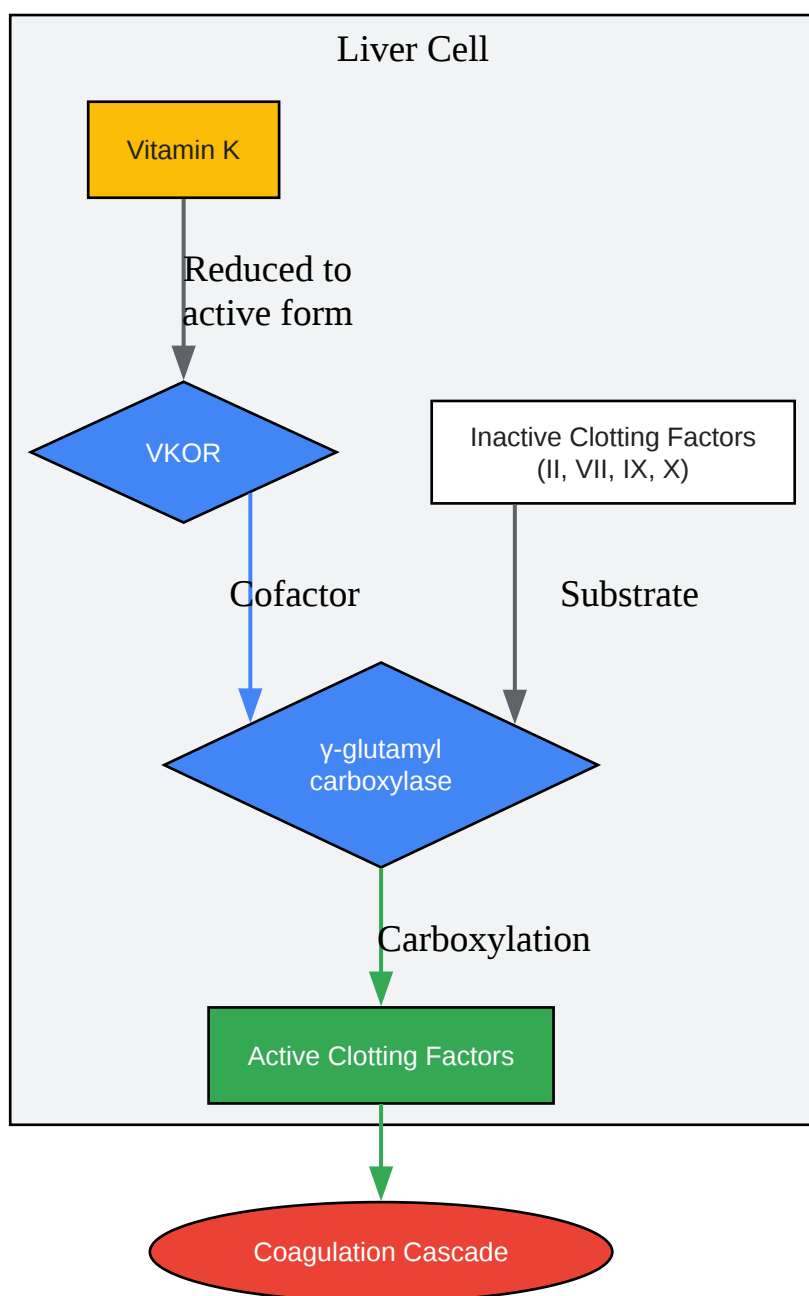 Liver Cell
Vitamin K
Reduced to
active form
VKOR
Inactive Clotting Factors
(II, VII, IX, X)
Cofactor
Substrate
γ-glutamyl
carboxylase
Carboxylation
Active Clotting Factors
Coagulation Cascade